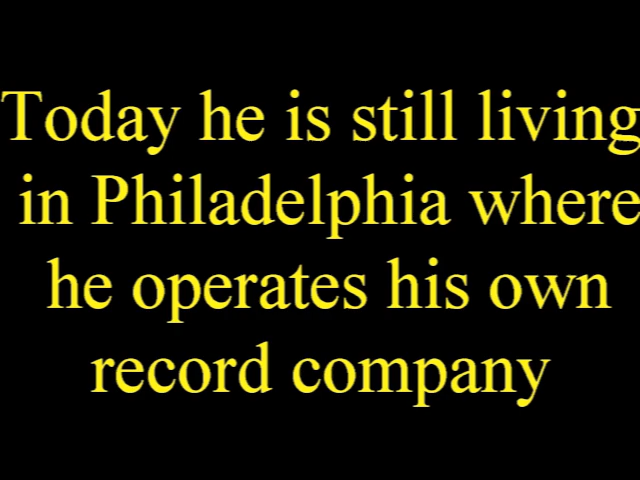 Today he is still living
in Philadelphia where
he operates his own
record company